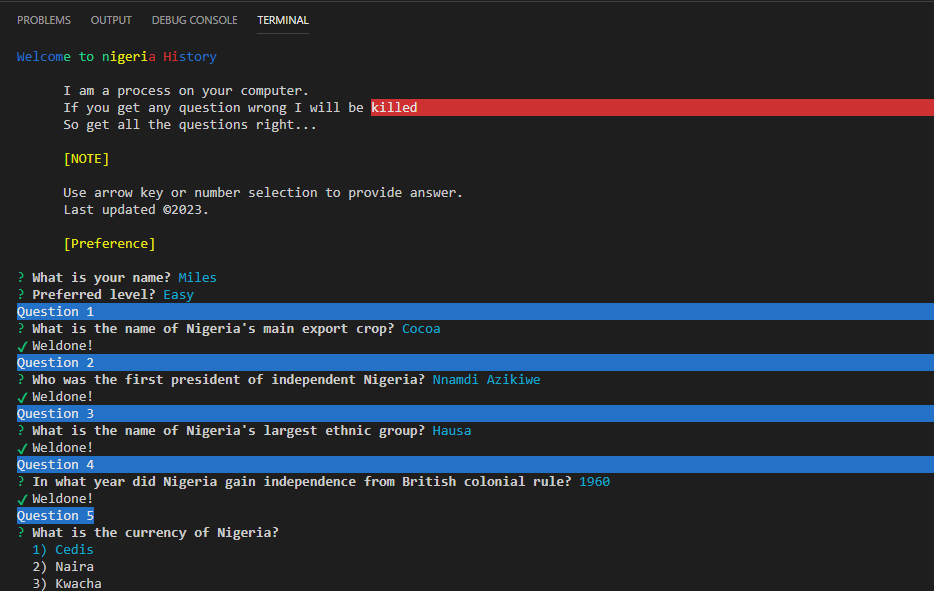 PROBLEMS OUTPUT DEBUG CONSOLE TERMINAL
Welcome to nigeria History
I am a process on your computer.
If you get any question wrong I will be killed
So get all the questions right...
[NOTE]
Use arrow key or number selection to provide answer.
Last updated ©2023.
[Preference]
? What is your name? Miles
? Preferred level? Easy
Question 1
? What is the name of Nigeria's main export crop? Cocoa
✓ Weldone!
Question 2
? Who was the first president of independent Nigeria? Nnamdi Azikiwe
✓ Weldone!
Question 3
? What is the name of Nigeria's largest ethnic group? Hausa
✓ Weldone!
Question 4
? In what year did Nigeria gain independence from British colonial rule? 1960
✓ Weldone!
Question 5
? What is the currency of Nigeria?
1) Cedis
2) Naira
3) Kwacha